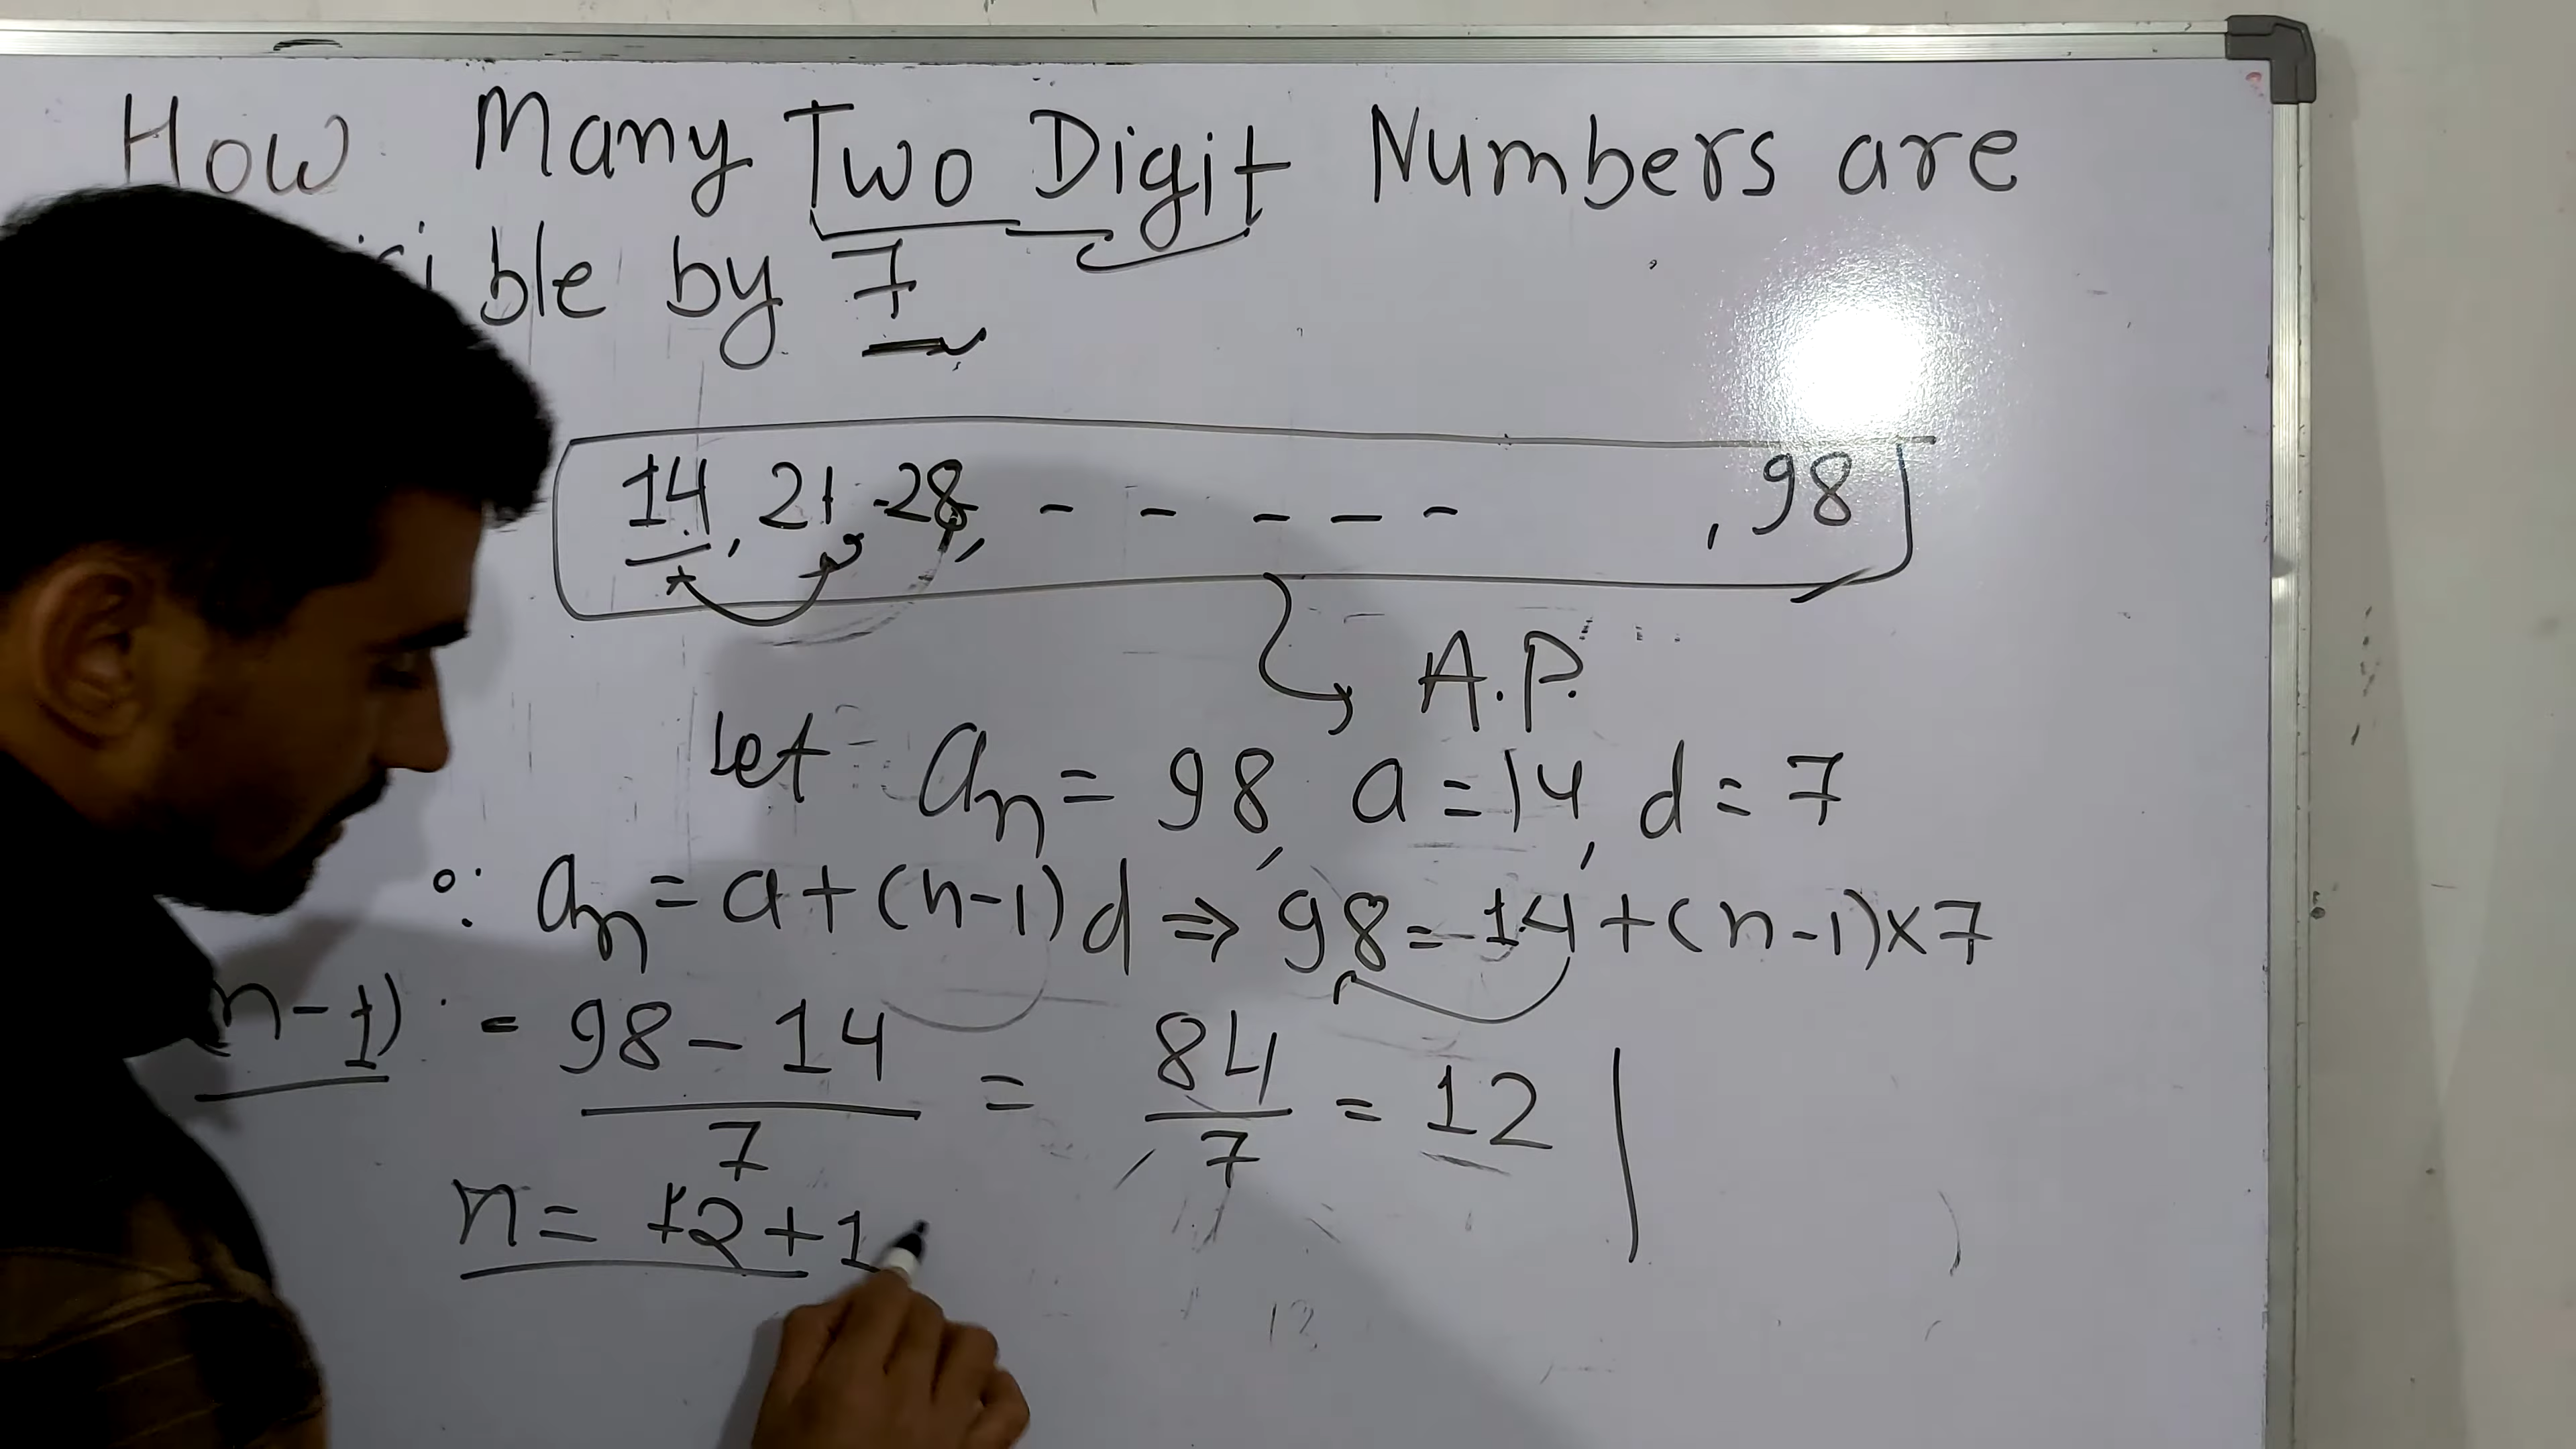 How Many Two Digit Numbers are
ble by 7
14, 21, 28, - - - - - , 98
A.P.
Let an = 98, a = 14, d = 7
∵ an = a + (n-1) d ⇒ 98 = 14 + (n-1) × 7
(n-1) = 98 - 14 / 7 = 84 / 7 = 12
n = 12 + 1